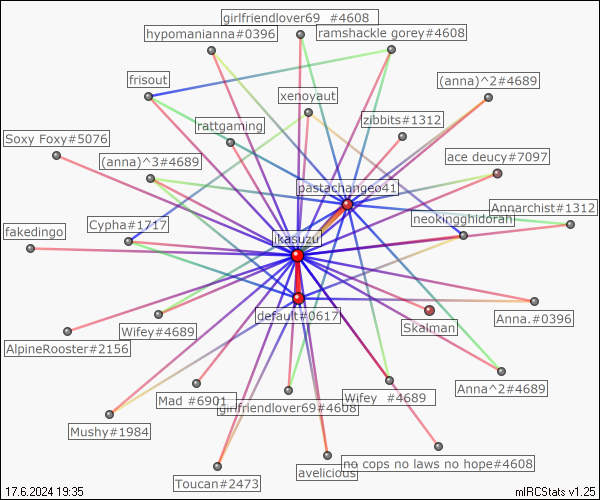 girlfriendlover69   #4608
hypomanianna#0396
ramshackle gorey#4608
frisout
xenoyaut
(anna)^2#4689
rattgaming
zibbits#1312
Soxy Foxy#5076
(anna)^3#4689
ace deucy#7097
pastachangeo41
Annarchist#1312
Cypha#1717
neokingghidorah
fakedingo
ikasuzu
default#0617
Wifey#4689
Skalman
Anna.#0396
AlpineRooster#2156
Mad #6901
girlfriendlover69#4608
Wifey   #4689
Anna^2#4689
Mushy#1984
no cops no laws no hope#4608
Toucan#2473
avelicious
17.6.2024 19:35
mIRCStats v1.25